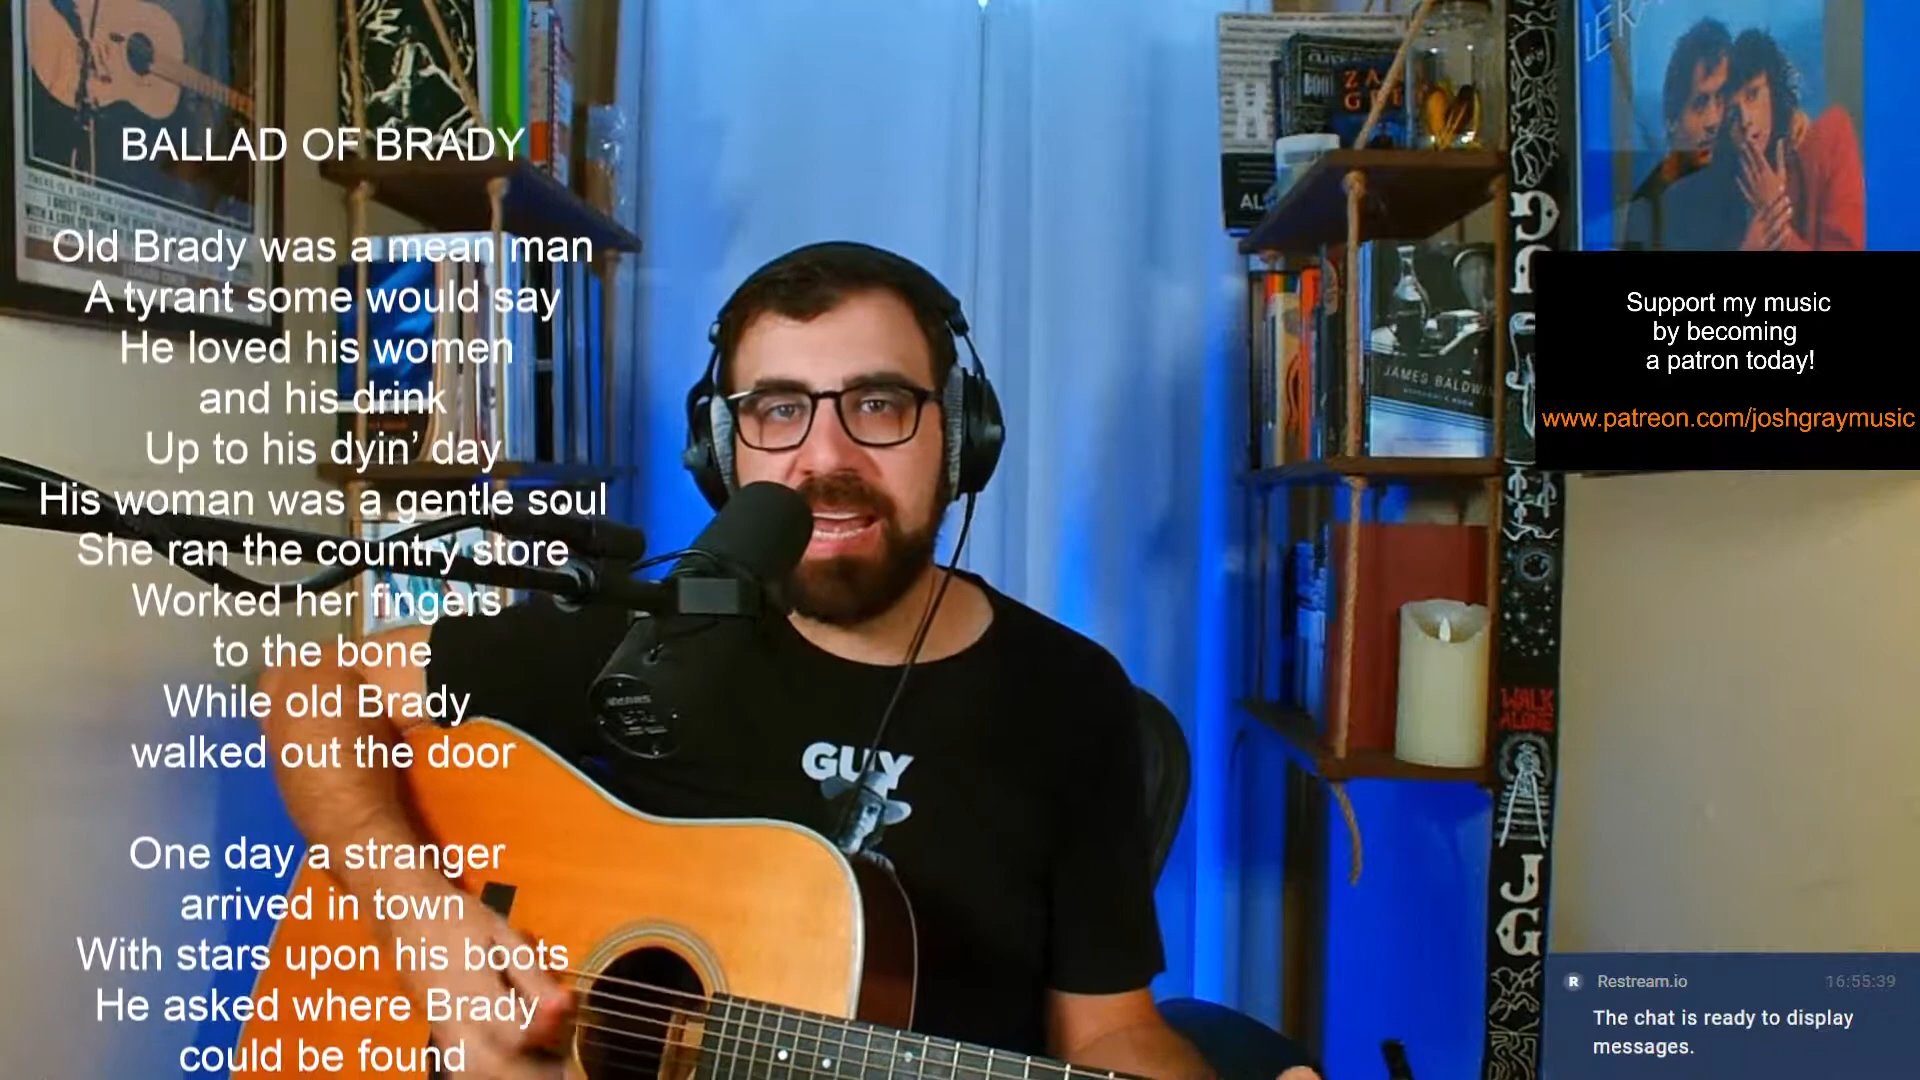 BALLAD OF BRADY
Old Brady was a mean man
A tyrant some would say
He loved his women
and his drink
Up to his dyin’ day
His woman was a gentle soul
She ran the country store
Worked her fingers
to the bone
While old Brady
walked out the door
One day a stranger
arrived in town
With stars upon his boots
He asked where Brady
could be found
GUY
JAMES BALDWIN
WALK
ALONE
JG
Support my music
by becoming
a patron today!
www.patreon.com/joshgraymusic
R Restream.io 16:55:39
The chat is ready to display
messages.